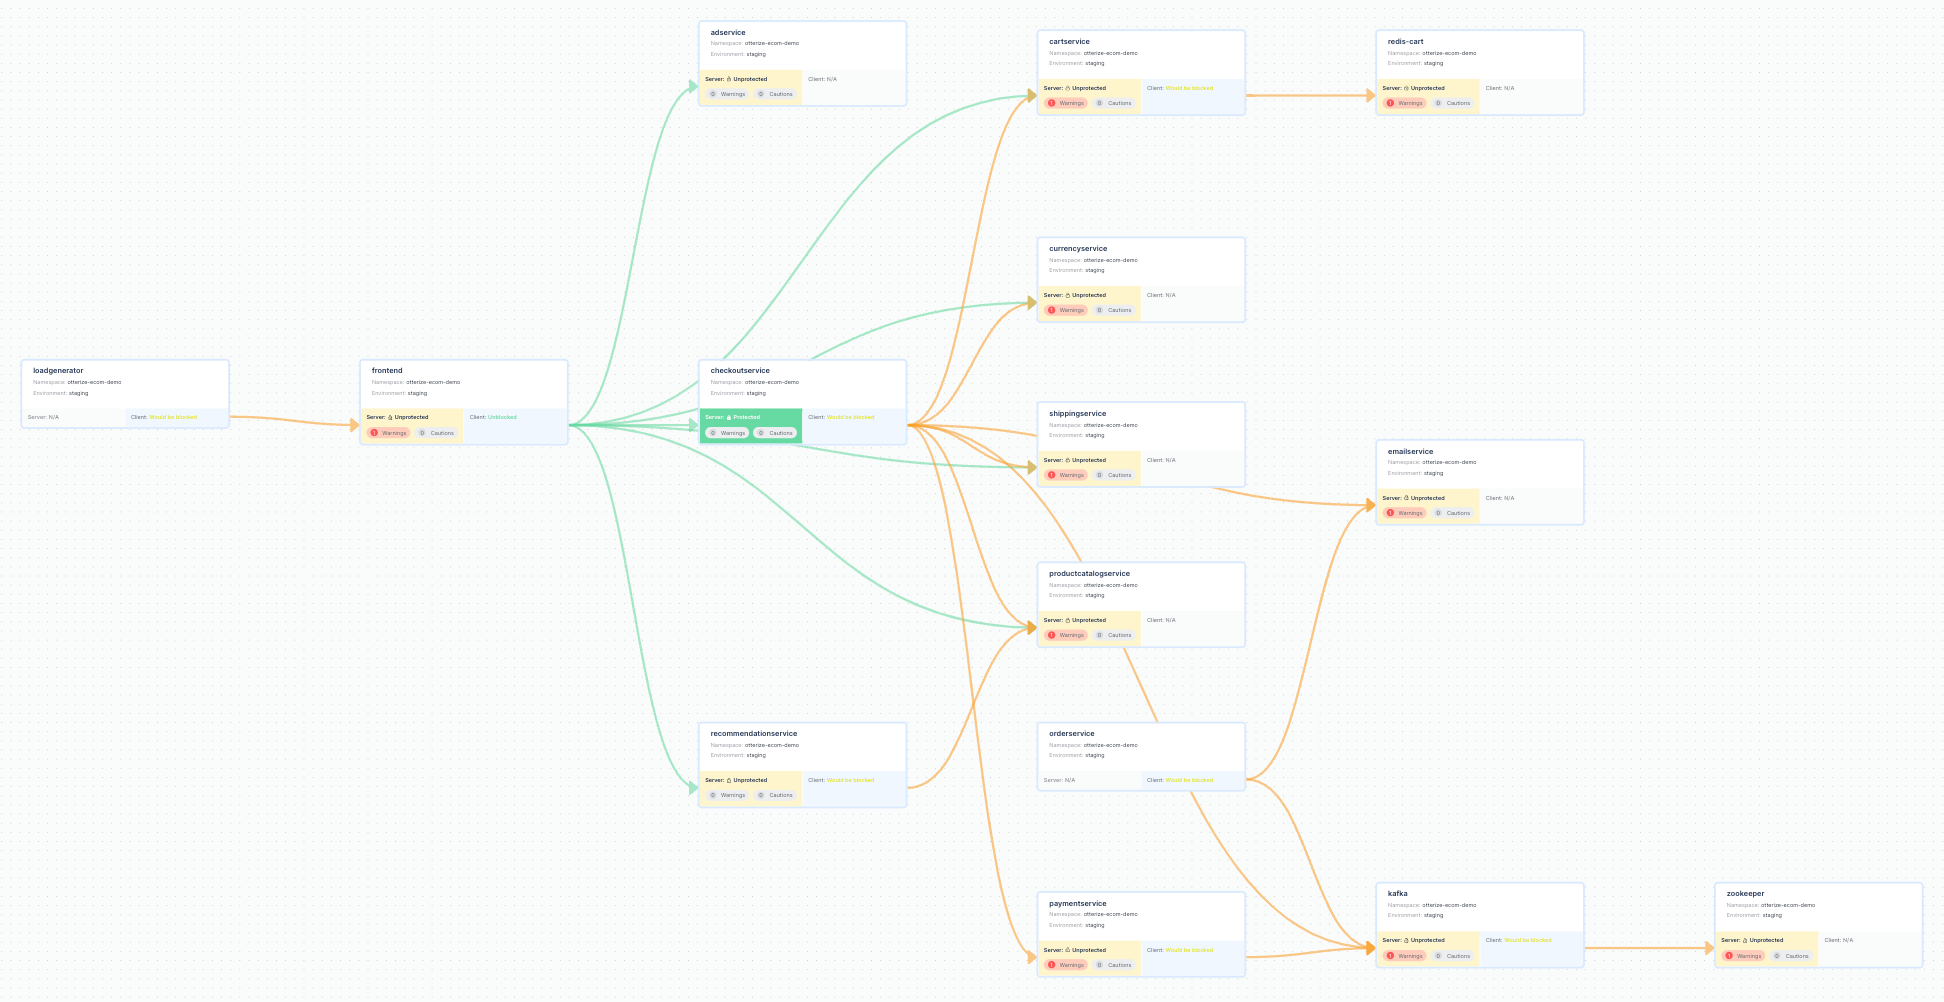 adservice
Namespace: otterize-ecom-demo
Environment: staging
Server: Unprotected
Client: N/A
0 Warnings 0 Cautions
cartservice
Namespace: otterize-ecom-demo
Environment: staging
Server: Unprotected
Client: Would be blocked
1 Warnings 0 Cautions
redis-cart
Namespace: otterize-ecom-demo
Environment: staging
Server: Unprotected
Client: N/A
1 Warnings 0 Cautions
currencyservice
Namespace: otterize-ecom-demo
Environment: staging
Server: Unprotected
Client: N/A
1 Warnings 0 Cautions
loadgenerator
Namespace: otterize-ecom-demo
Environment: staging
Server: N/A
Client: Would be blocked
frontend
Namespace: otterize-ecom-demo
Environment: staging
Server: Unprotected
Client: Unblocked
1 Warnings 0 Cautions
checkoutservice
Namespace: otterize-ecom-demo
Environment: staging
Server: Protected
Client: Would be blocked
0 Warnings 0 Cautions
shippingservice
Namespace: otterize-ecom-demo
Environment: staging
Server: Unprotected
Client: N/A
1 Warnings 0 Cautions
emailservice
Namespace: otterize-ecom-demo
Environment: staging
Server: Unprotected
Client: N/A
1 Warnings 0 Cautions
productcatalogservice
Namespace: otterize-ecom-demo
Environment: staging
Server: Unprotected
Client: N/A
1 Warnings 0 Cautions
recommendationservice
Namespace: otterize-ecom-demo
Environment: staging
Server: Unprotected
Client: Would be blocked
0 Warnings 0 Cautions
orderservice
Namespace: otterize-ecom-demo
Environment: staging
Server: N/A
Client: Would be blocked
paymentservice
Namespace: otterize-ecom-demo
Environment: staging
Server: Unprotected
Client: Would be blocked
1 Warnings 0 Cautions
kafka
Namespace: otterize-ecom-demo
Environment: staging
Server: Unprotected
Client: Would be blocked
1 Warnings 0 Cautions
zookeeper
Namespace: otterize-ecom-demo
Environment: staging
Server: Unprotected
Client: N/A
1 Warnings 0 Cautions